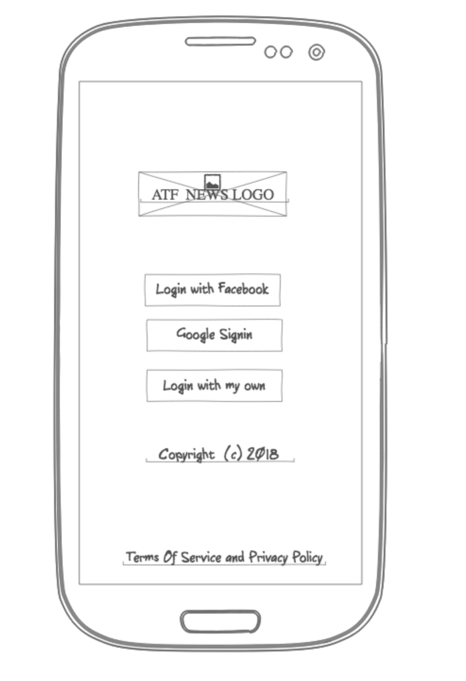 ATF NEWS LOGO
Login with Facebook
Google Signin
Login with my own
Copyright (c) 2018
Terms Of Service and Privacy Policy